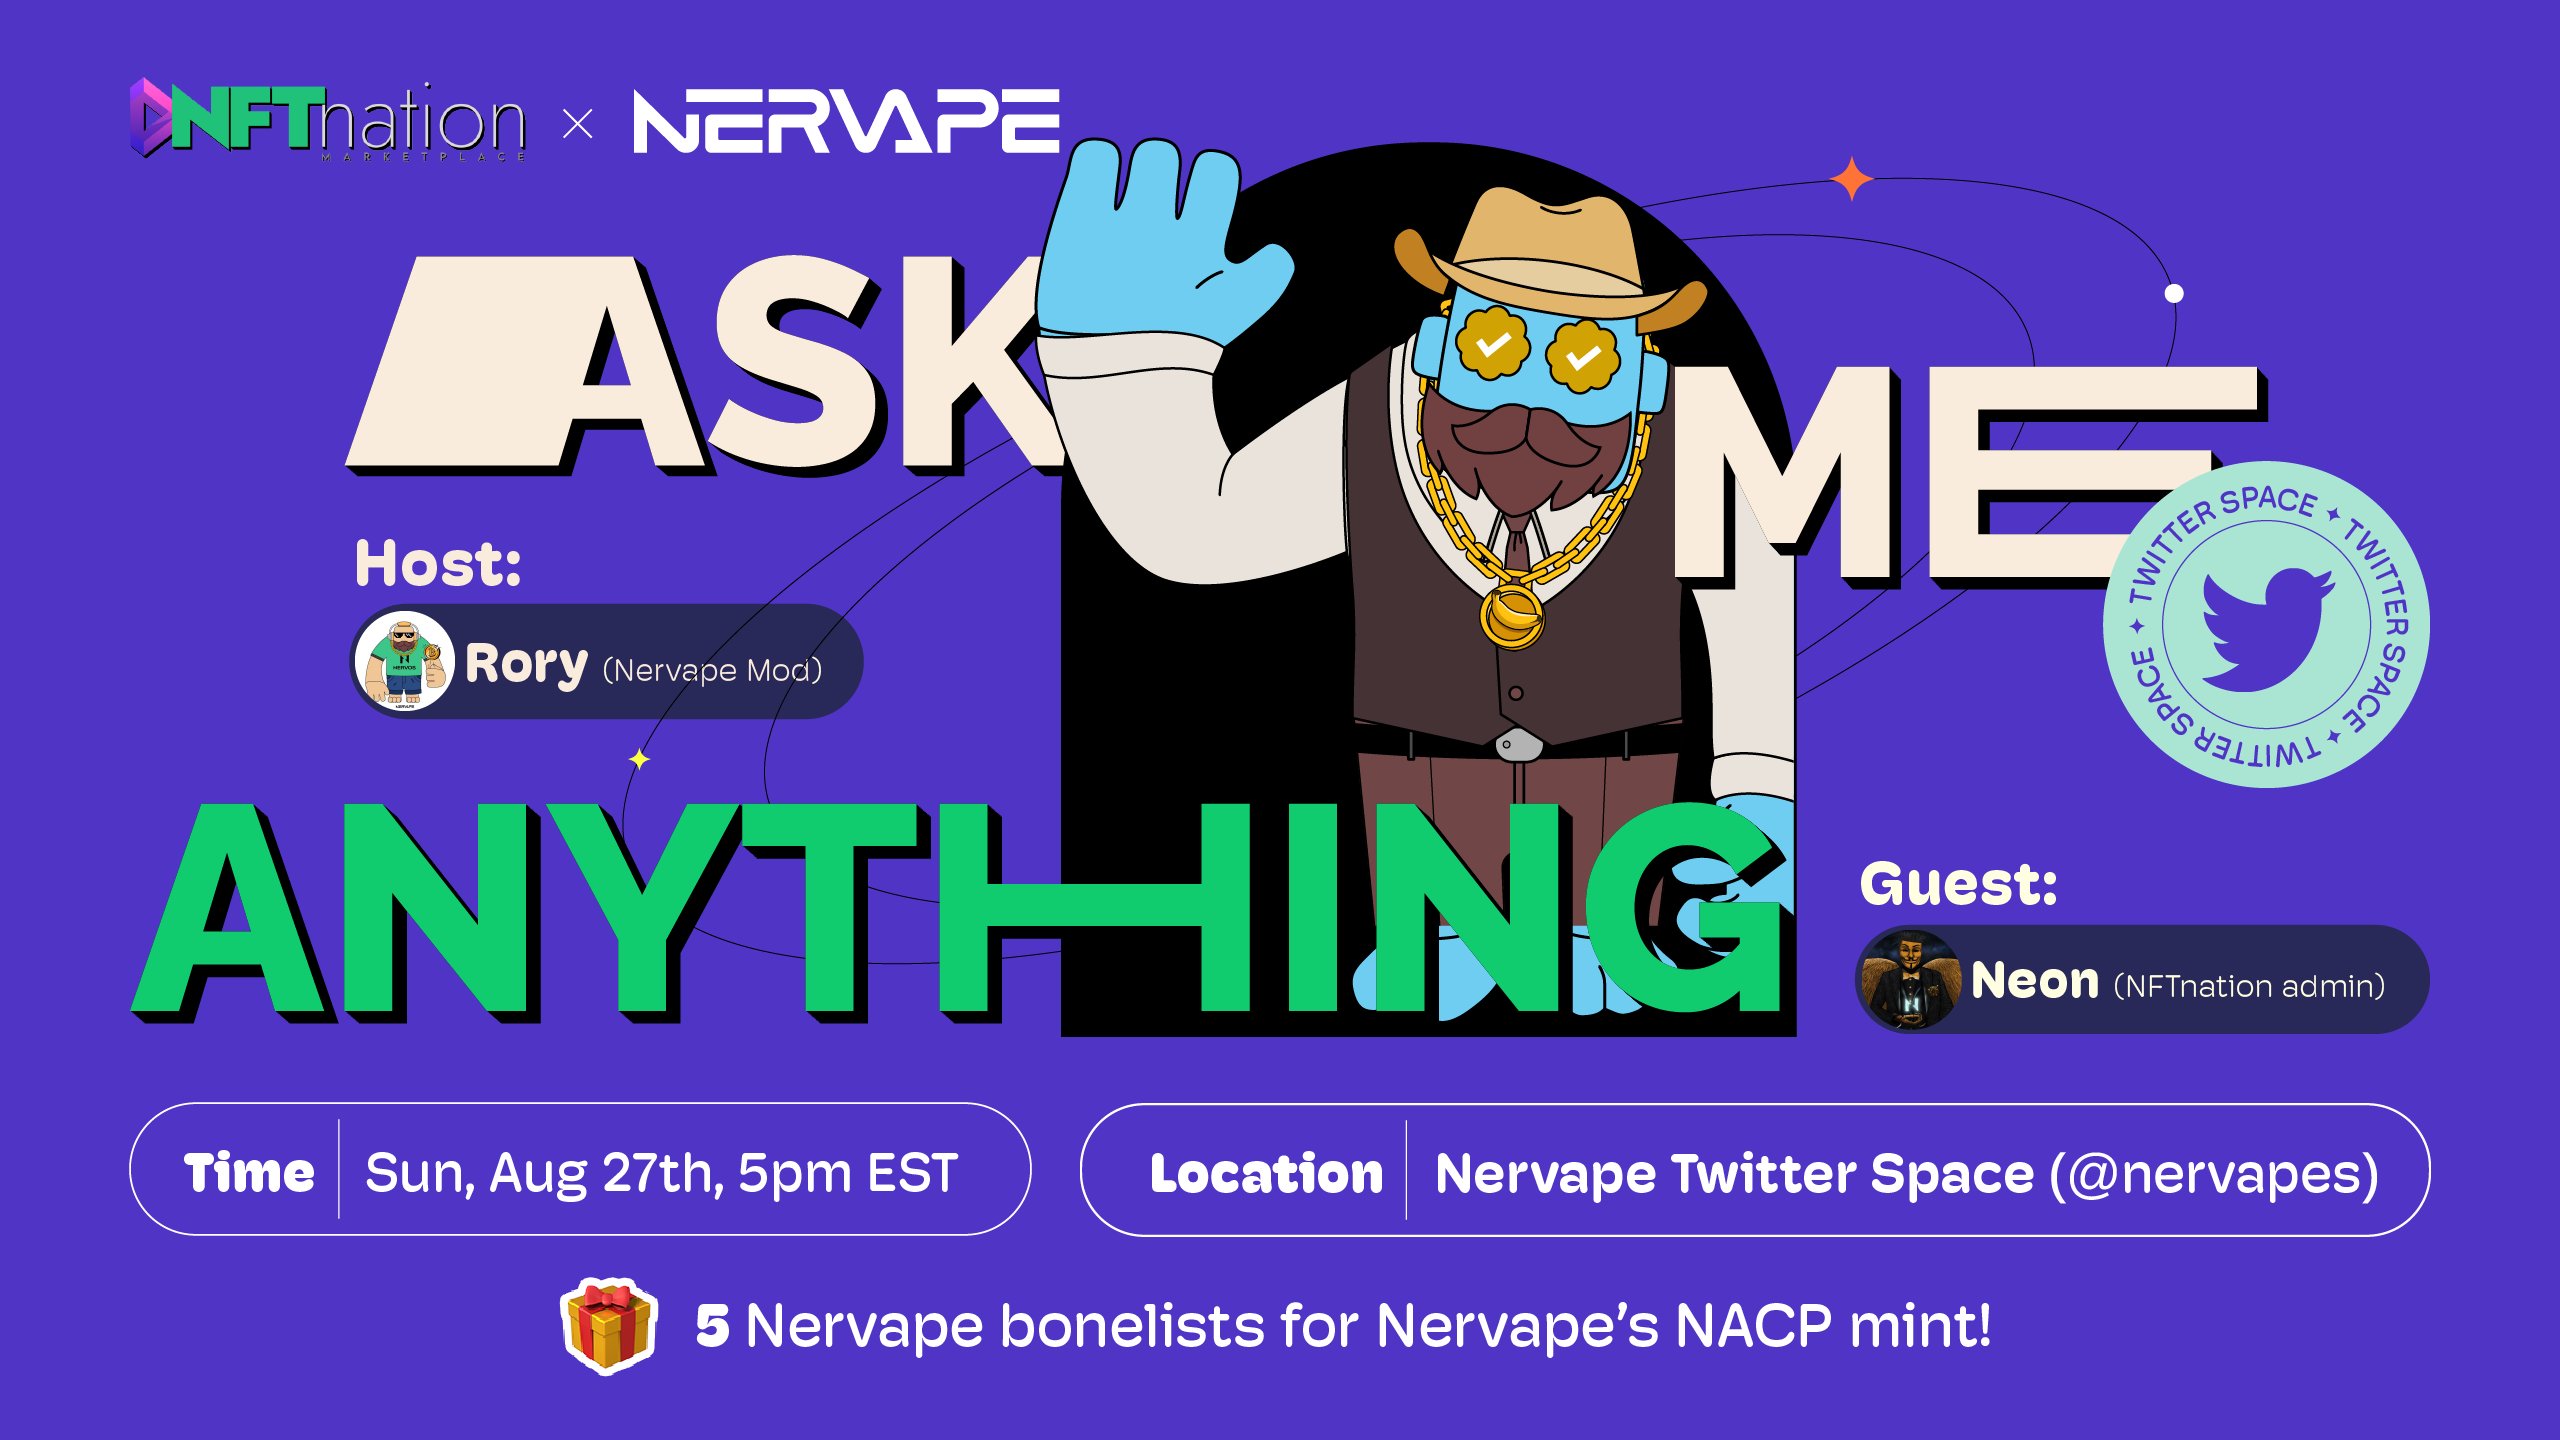 NFTnation × NERVAPE
MARKETPLACE
ASK
ME
TWITTER SPACE ✦ TWITTER SPACE ✦ TWITTER SPACE ✦
Host:
NERVOS
Rory (Nervape Mod)
NERVAPE
ANYTHING
Guest:
Neon (NFTnation admin)
Time | Sun, Aug 27th, 5pm EST
Location | Nervape Twitter Space (@nervapes)
5 Nervape bonelists for Nervape’s NACP mint!